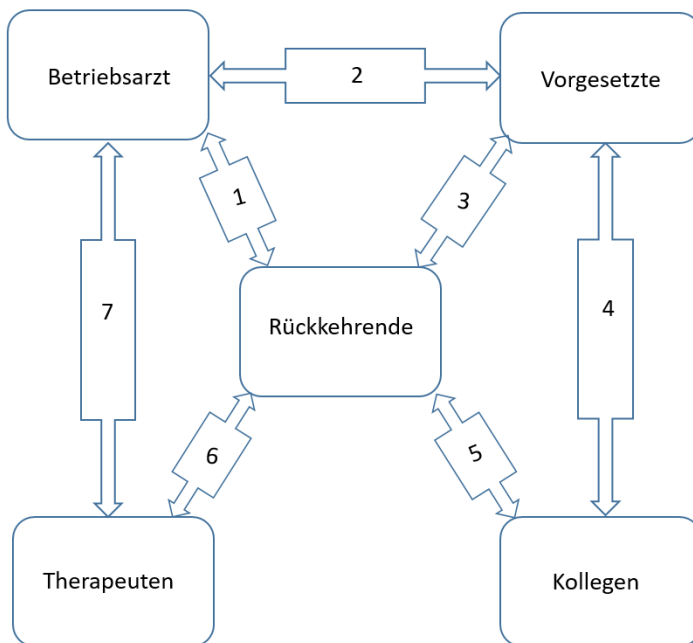 Betriebsarzt
2
Vorgesetzte
1
3
Rückkehrende
7
4
6
5
Therapeuten
Kollegen